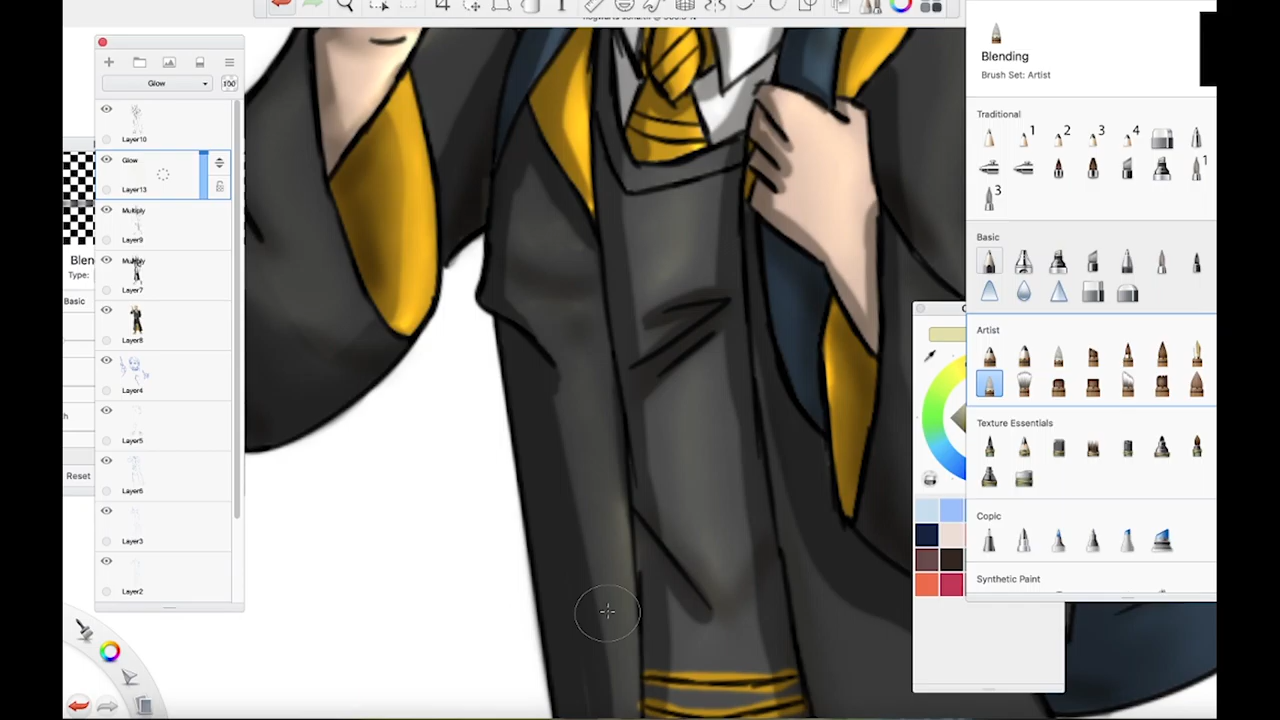 Glow
100
Layer10
Glow
Layer13
Multiply
Layer9
Multiply
Layer7
Layer8
Layer4
Layer5
Layer6
Layer3
Layer2
Blen
Type:
Basic
h
Reset
Blending
Brush Set: Artist
Traditional
1
2
3
4
1
3
Basic
Artist
Texture Essentials
Copic
Synthetic Paint
C